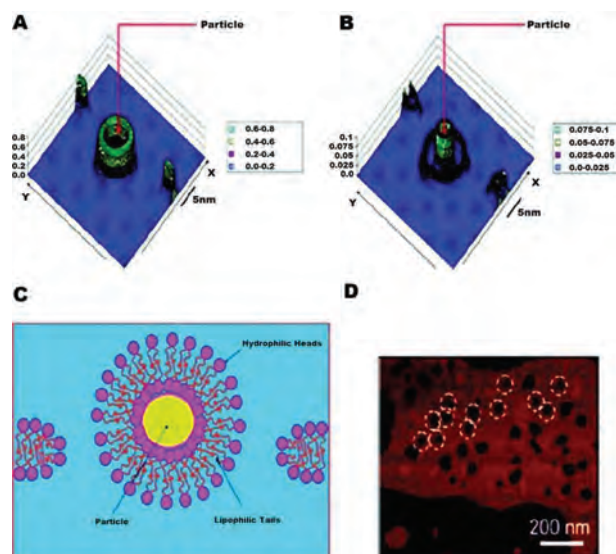 A
Particle
0.8
0.6
0.4
0.2
0.0
0.6-0.8
0.4-0.6
0.2-0.4
0.0-0.2
X
Y
5nm
B
Particle
0.1
0.075
0.05
0.025
0.0
0.075-0.1
0.05-0.075
0.025-0.05
0.0-0.025
X
Y
5nm
C
Hydrophilic Heads
Particle
Lipophilic Tails
D
200 nm